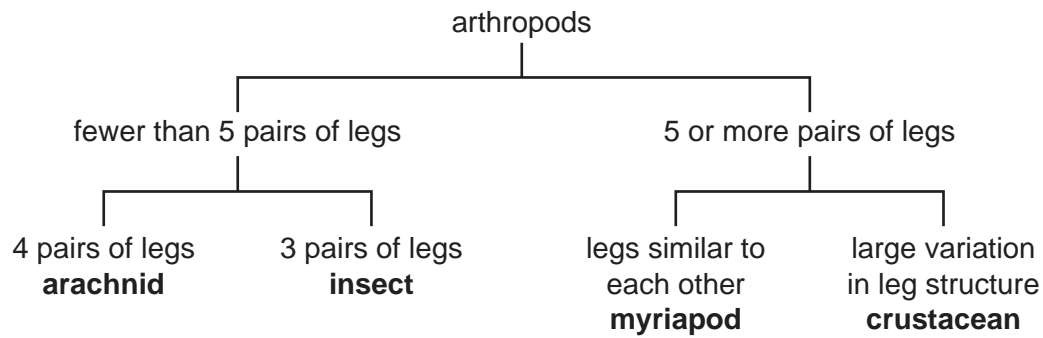 arthropods
fewer than 5 pairs of legs
5 or more pairs of legs
4 pairs of legs
arachnid
3 pairs of legs
insect
legs similar to
each other
myriapod
large variation
in leg structure
crustacean